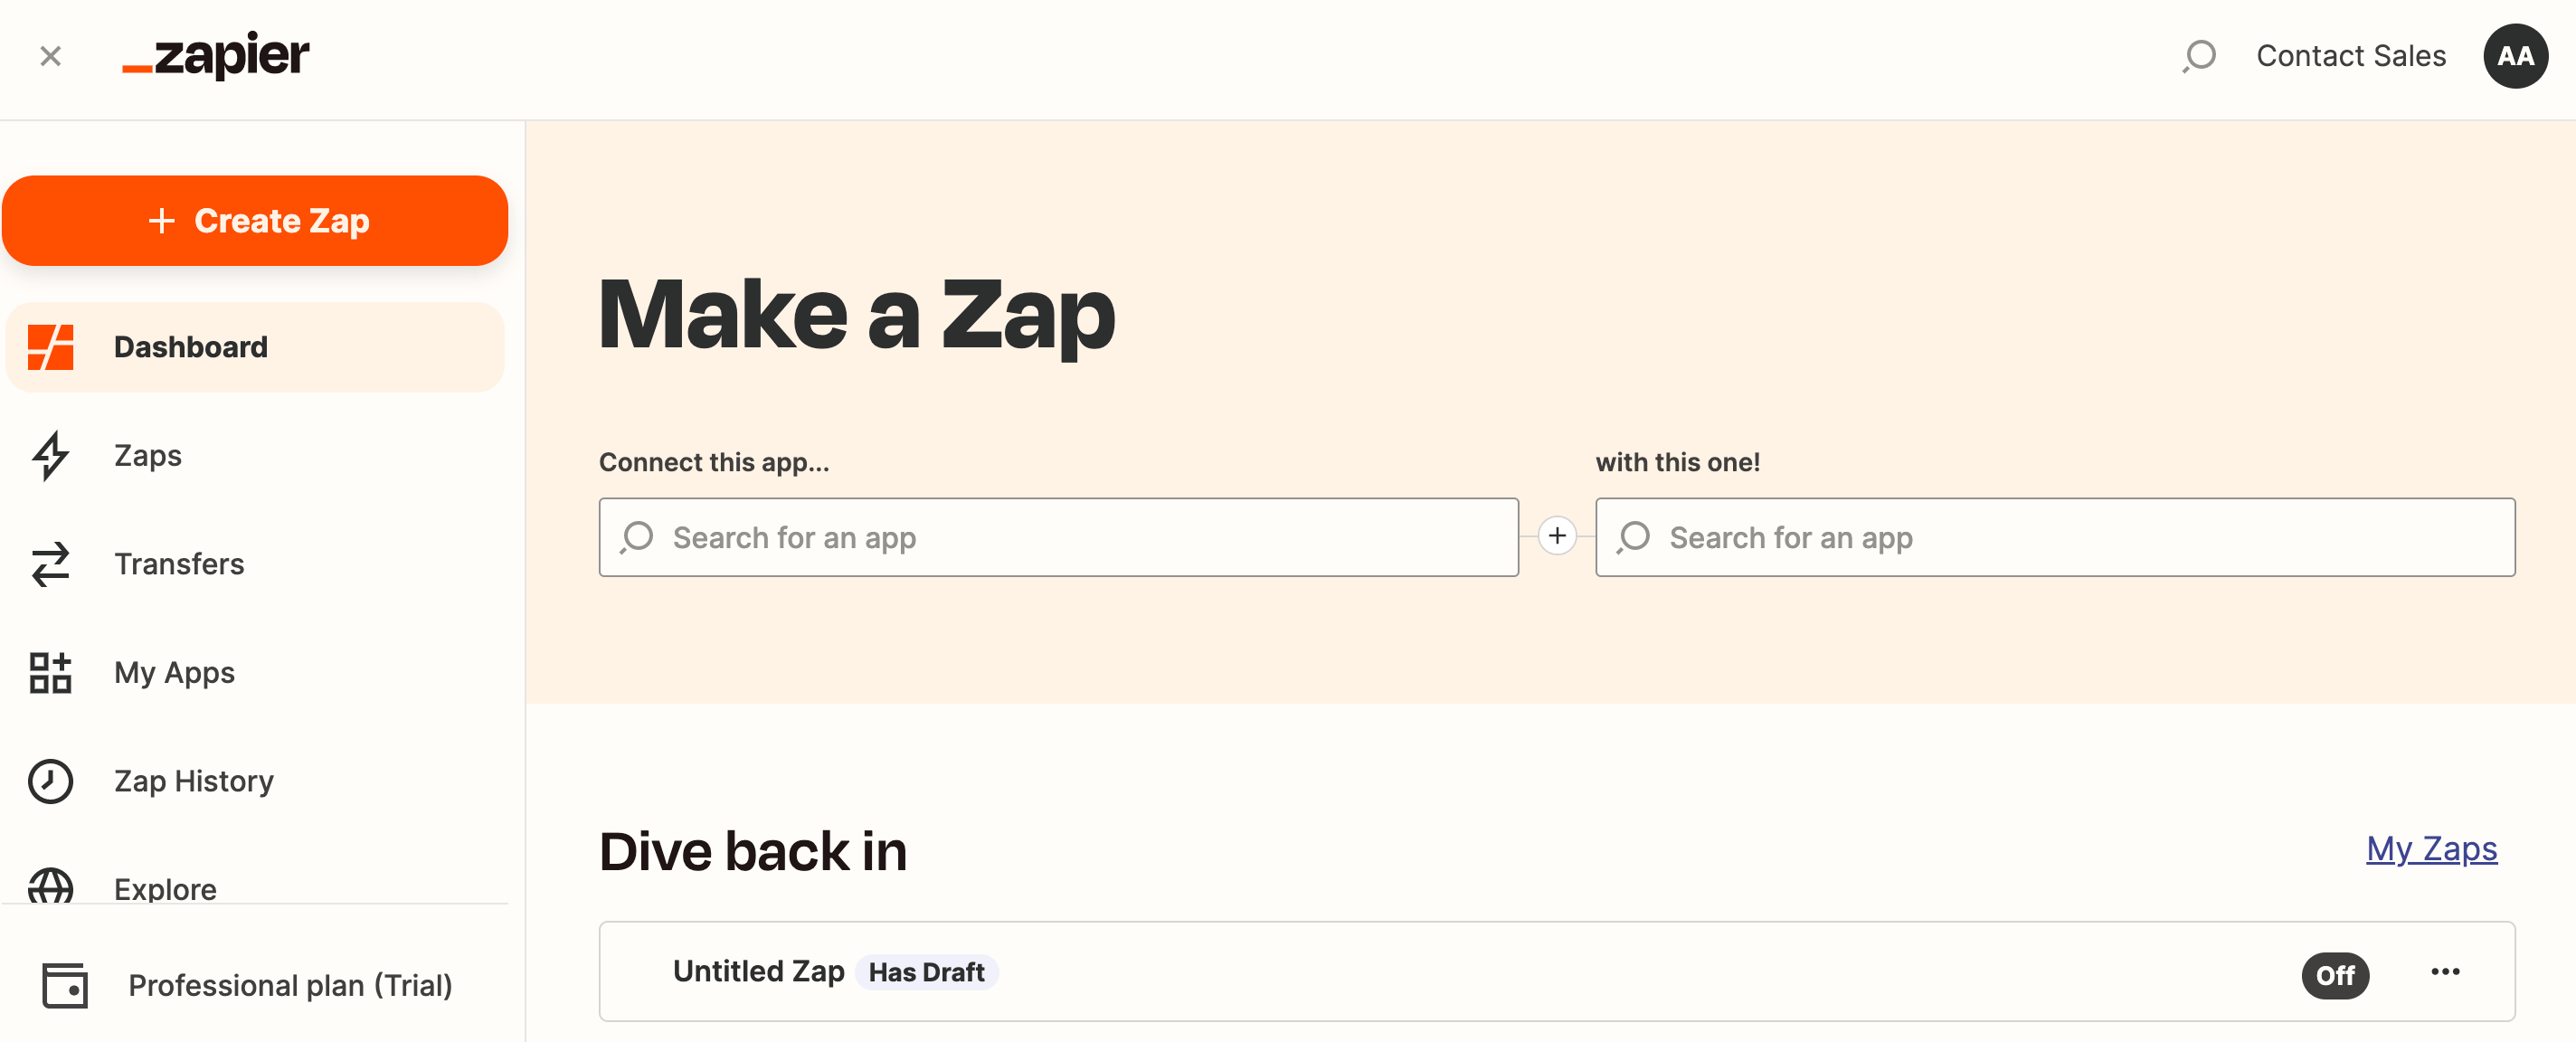 zapier
Contact Sales
AA
Create Zap
Dashboard
Zaps
Transfers
My Apps
Zap History
Explore
Professional plan (Trial)
Make a Zap
Connect this app...
Search for an app
with this one!
Search for an app
Dive back in
My Zaps
Untitled Zap Has Draft
Off